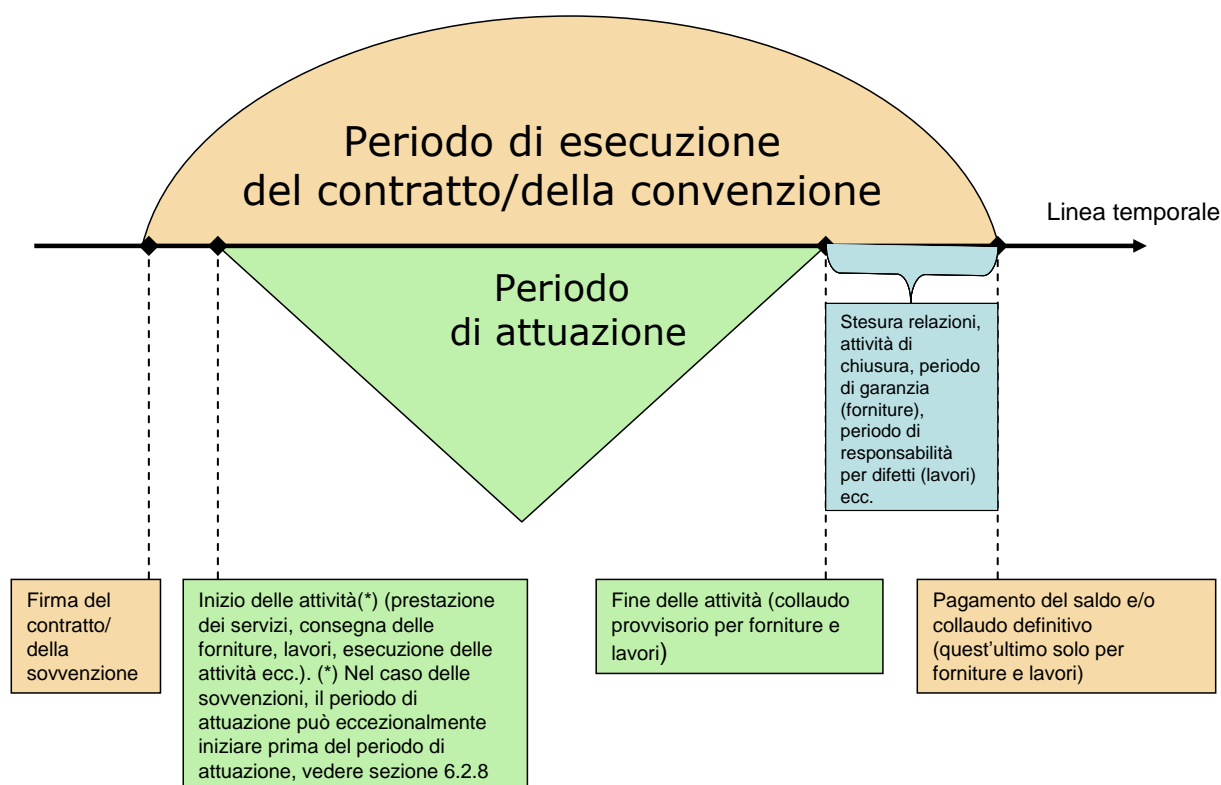 Periodo di esecuzione
del contratto/della convenzione
Linea temporale
Periodo
di attuazione
Stesura relazioni,
attività di
chiusura, periodo
di garanzia
(forniture),
periodo di
responsabilità
per difetti (lavori)
ecc.
Firma del
contratto/
della
sovvenzione
Inizio delle attività(*) (prestazione
dei servizi, consegna delle
forniture, lavori, esecuzione delle
attività ecc.). (*) Nel caso delle
sovvenzioni, il periodo di
attuazione può eccezionalmente
iniziare prima del periodo di
attuazione, vedere sezione 6.2.8
Fine delle attività (collaudo
provvisorio per forniture e
lavori)
Pagamento del saldo e/o
collaudo definitivo
(quest'ultimo solo per
forniture e lavori)